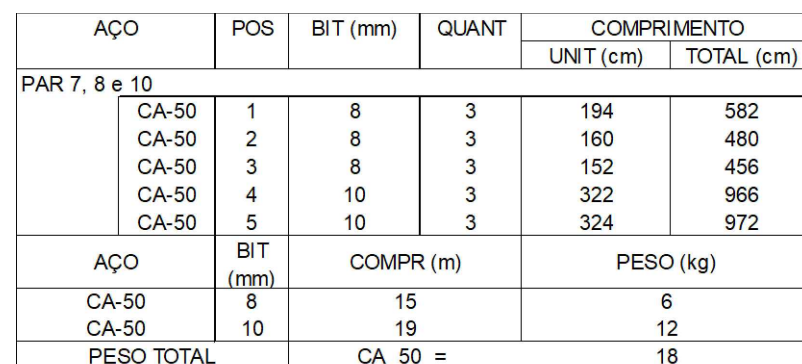 AÇO POS BIT (mm) QUANT COMPRIMENTO
UNIT (cm) TOTAL (cm)
PAR 7, 8 e 10
CA-50 1 8 3 194 582
CA-50 2 8 3 160 480
CA-50 3 8 3 152 456
CA-50 4 10 3 322 966
CA-50 5 10 3 324 972
AÇO BIT (mm) COMPR (m) PESO (kg)
CA-50 8 15 6
CA-50 10 19 12
PESO TOTAL CA 50 = 18